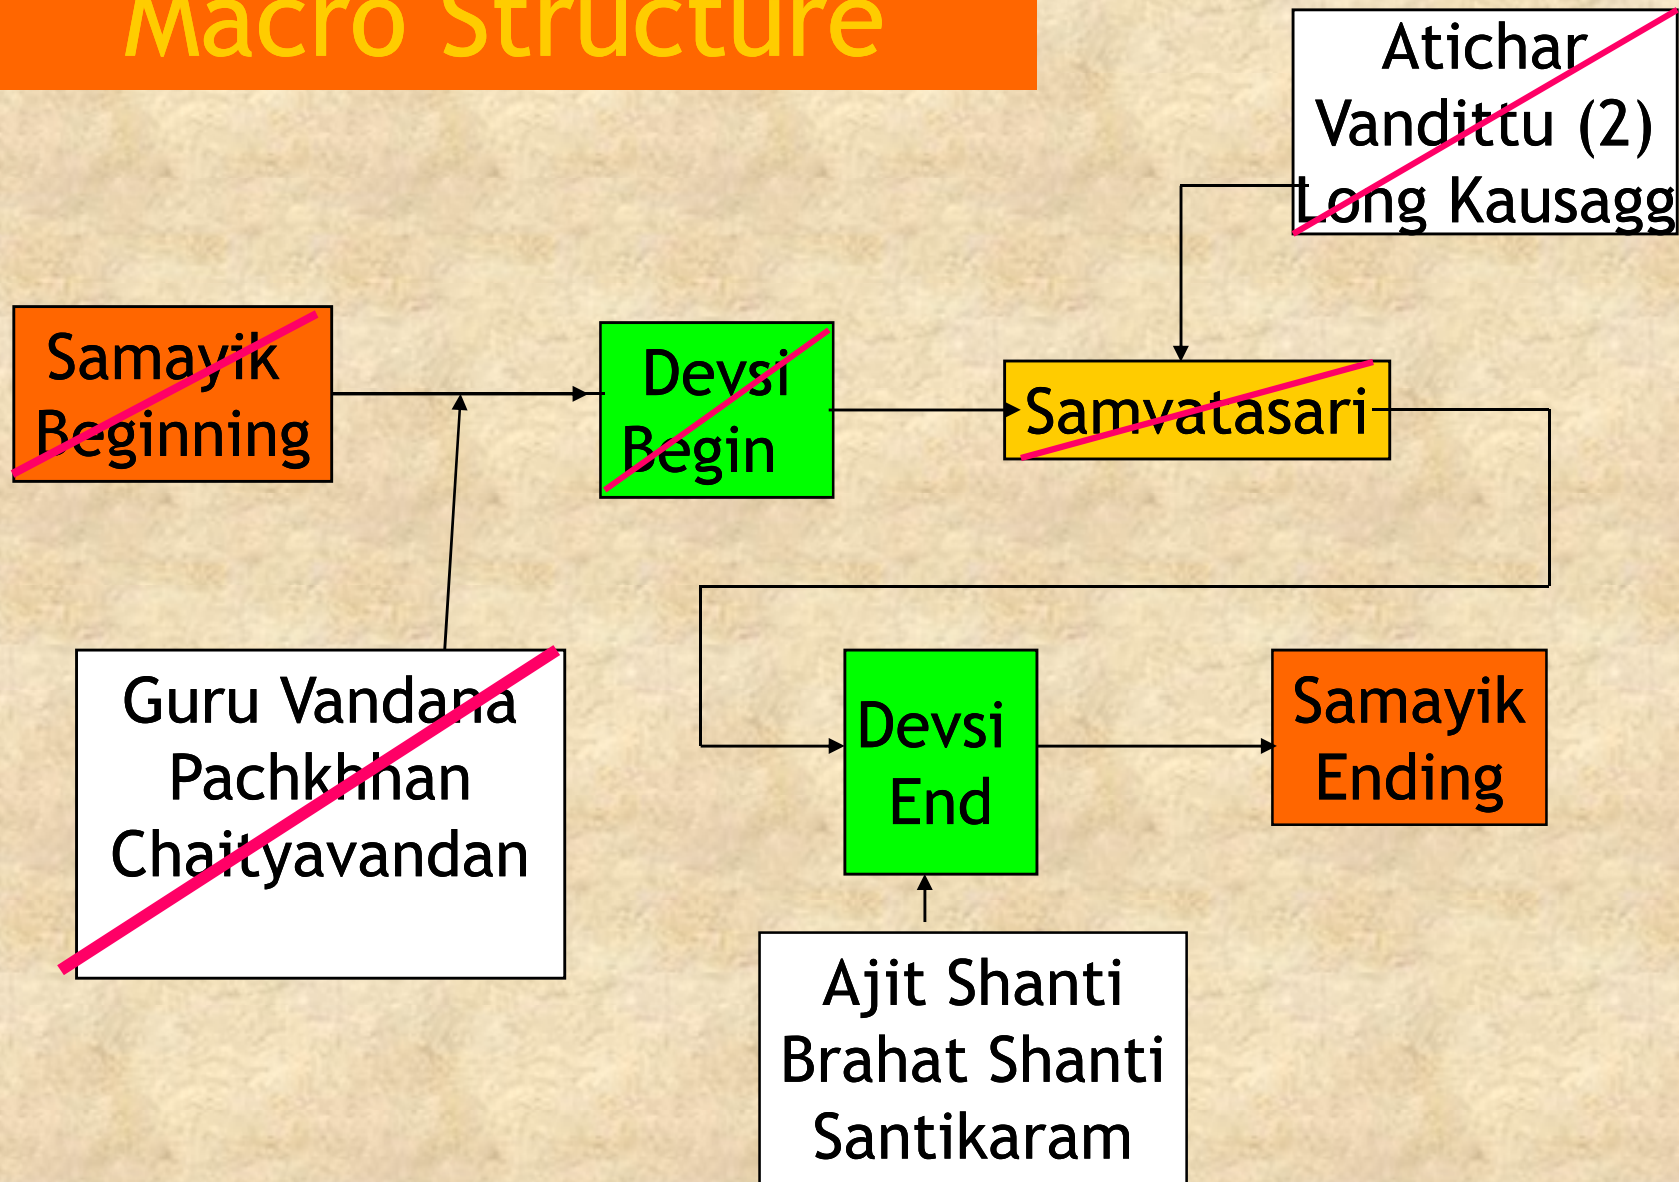 Macro Structure
Atichar
Vandittu (2)
Long Kausagg
Samayik
Beginning
Devsi
Begin
Samvatasari
Guru Vandana
Pachkhhan
Chaityavandan
Devsi
End
Samayik
Ending
Ajit Shanti
Brahat Shanti
Santikaram